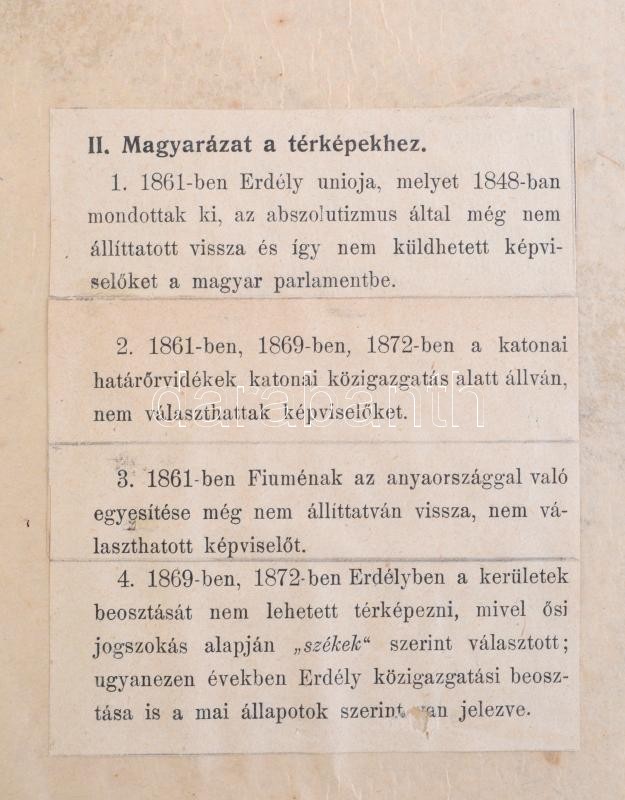 II. Magyarázat a térképekhez.
1. 1861-ben Erdély unioja, melyet 1848-ban
mondottak ki, az abszolutizmus által még nem
állíttatott vissza és így nem küldhetett képvi-
selőket a magyar parlamentbe.
2. 1861-ben, 1869-ben, 1872-ben a katonai
határőrvidékek katonai közigazgatás alatt állván,
nem választhattak képviselőket.
darabanth
3. 1861-ben Fiuménak az anyaországgal való
egyesítése még nem állíttatván vissza, nem vá-
laszthatott képviselőt.
4. 1869-ben, 1872-ben Erdélyben a kerületek
beosztását nem lehetett térképezni, mivel ősi
jogszokás alapján „székek“ szerint választott;
ugyanezen években Erdély közigazgatási beosz-
tása is a mai állapotok szerint van jelezve.